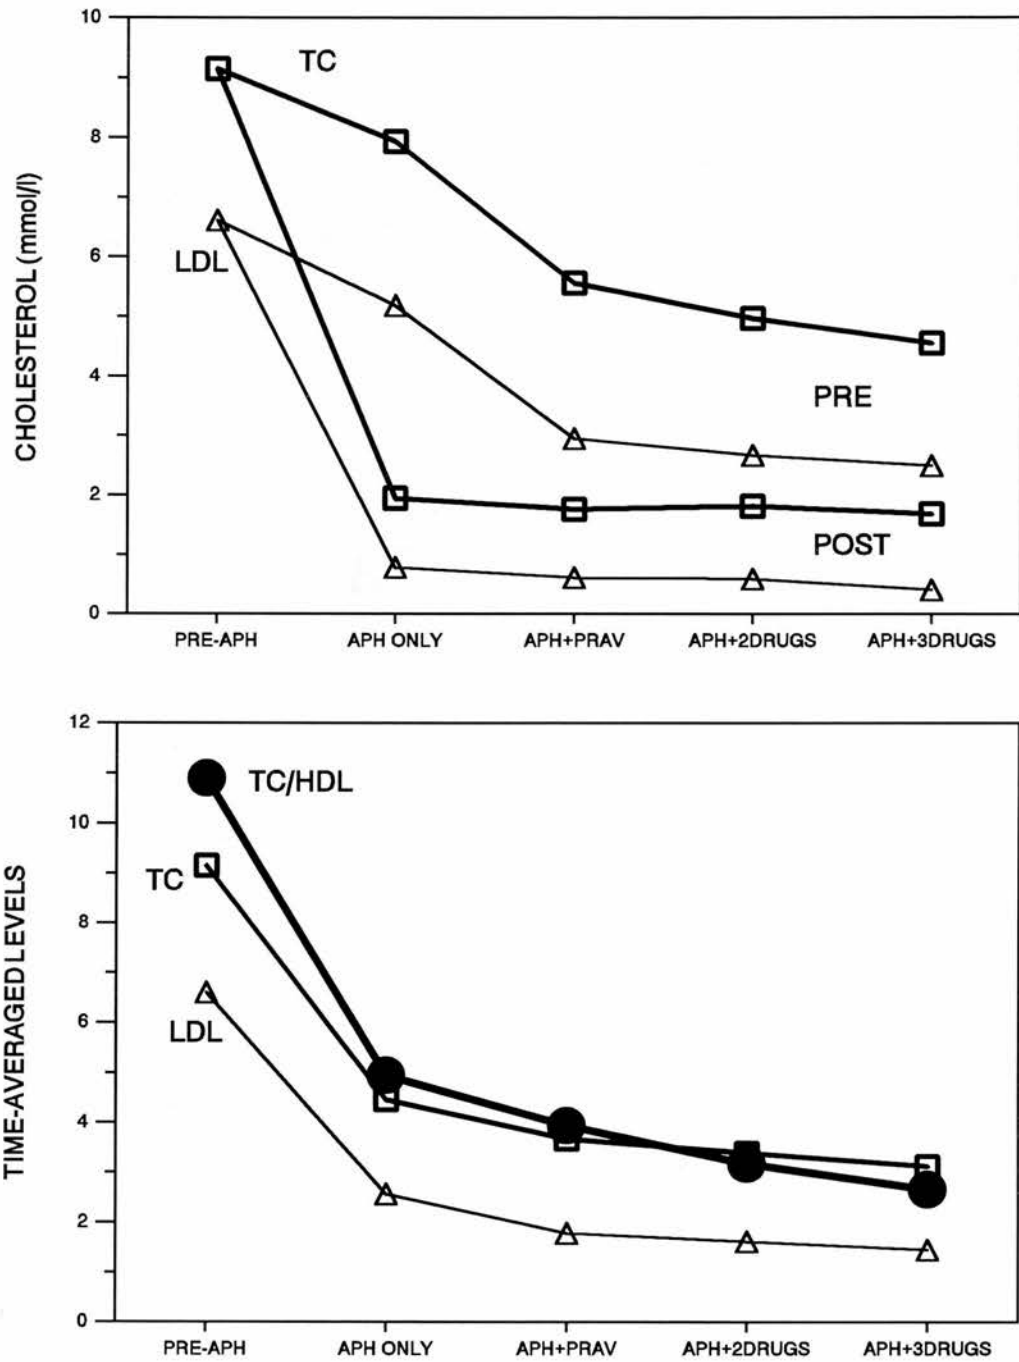 10
TC
8
CHOLESTEROL (mmol/l)
6
LDL
4
PRE
2
POST
0
PRE-APH APH ONLY APH+PRAV APH+2DRUGS APH+3DRUGS
12
TC/HDL
10
TC
8
TIME-AVERAGED LEVELS
6
LDL
4
2
0
PRE-APH APH ONLY APH+PRAV APH+2DRUGS APH+3DRUGS